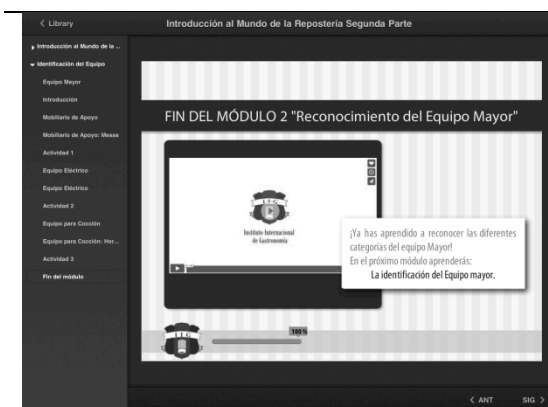 < Library
Introducción al Mundo de la Repostería Segunda Parte
Introducción al Mundo de la ...
Identificación del Equipo
Equipo Mayor
Introducción
Mobiliario de Apoyo
Mobiliario de Apoyo: Mesas
Actividad 1
Equipo Eléctrico
Equipo Eléctrico
Actividad 2
Equipo para Cocción
Equipo para Cocción: Hor...
Actividad 3
Fin del módulo
FIN DEL MÓDULO 2 "Reconocimiento del Equipo Mayor"
I.I.G
Instituto Internacional
de Gastronomía
¡Ya has aprendido a reconocer las diferentes
categorías del equipo Mayor!
En el próximo módulo aprenderás:
La identificación del Equipo mayor.
I.I.G
100%
< ANT
SIG >